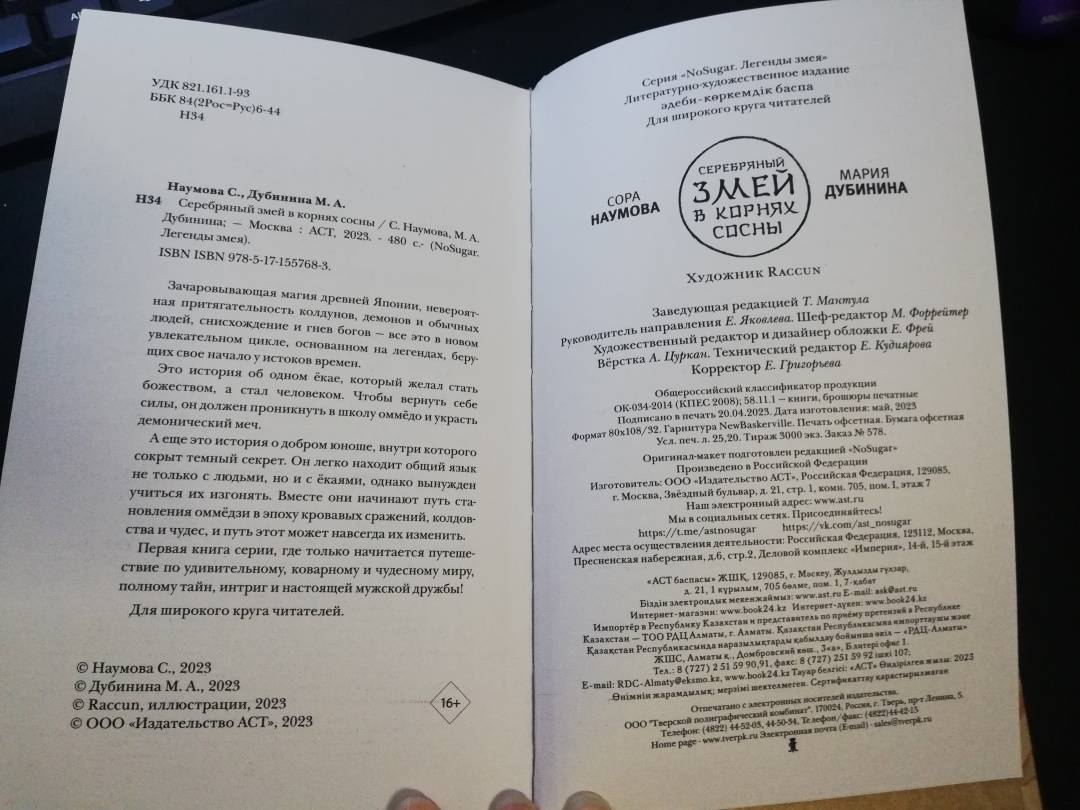 УДК 821.161.1-93
ББК 84(2Рос=Рус)6-44
Н34
Наумова С., Дубинина М. А.
Н34 Серебряный змей в корнях сосны / С. Наумова, М. А.
Дубинина; — Москва : АСТ, 2023. - 480 с.- (NoSugar.
Легенды змея).
ISBN ISBN 978-5-17-155768-3.
Зачаровывающая магия древней Японии, невероят-
ная притягательность колдунов, демонов и обычных
людей, снисхождение и гнев богов — все это в новом
увлекательном цикле, основанном на легендах, беру-
щих свое начало у истоков времен.
Это история об одном ёкае, который желал стать
божеством, а стал человеком. Чтобы вернуть себе
силы, он должен проникнуть в школу оммёдо и украсть
демонический меч.
А еще это история о добром юноше, внутри которого
сокрыт темный секрет. Он легко находит общий язык
не только с людьми, но и с ёкаями, однако вынужден
учиться их изгонять. Вместе они начинают путь ста-
новления оммёдзи в эпоху кровавых сражений, колдов-
ства и чудес, и путь этот может навсегда их изменить.
Первая книга серии, где только начитается путеше-
ствие по удивительному, коварному и чудесному миру,
полному тайн, интриг и настоящей мужской дружбы!
Для широкого круга читателей.
© Наумова С., 2023
© Дубинина М. А., 2023
© Raccun, иллюстрации, 2023
© ООО «Издательство АСТ», 2023
16+
Серия «NoSugar. Легенды змея»
Литературно-художественное издание
әдеби-көркемдік баспа
Для широкого круга читателей
СОРА
НАУМОВА
СЕРЕБРЯНЫЙ
ЗМЕЙ
В КОРНЯХ
СОСНЫ
МАРИЯ
ДУБИНИНА
Художник Raccun
Заведующая редакцией Т. Мантула
Руководитель направления Е. Яковлева. Шеф-редактор М. Форрейтер
Художественный редактор и дизайнер обложки Е. Фрей
Вёрстка А. Цуркан. Технический редактор Е. Кудиярова
Корректор Е. Григорьева
Общероссийский классификатор продукции
ОК-034-2014 (КПЕС 2008); 58.11.1 — книги, брошюры печатные
Подписано в печать 20.04.2023. Дата изготовления: май, 2023
Формат 80x108/32. Гарнитура NewBaskerville. Печать офсетная. Бумага офсетная
Усл. печ. л. 25,20. Тираж 3000 экз. Заказ № 578.
Оригинал-макет подготовлен редакцией «NoSugar»
Произведено в Российской Федерации
Изготовитель: ООО «Издательство АСТ», Российская Федерация, 129085,
г. Москва, Звёздный бульвар, д. 21, стр. 1, комн. 705, пом. I, этаж 7
Наш электронный адрес: www.ast.ru
Мы в социальных сетях. Присоединяйтесь!
https://t.me/astnosugar https://vk.com/ast_nosugar
Адрес места осуществления деятельности: Российская Федерация, 123112, Москва,
Пресненская набережная, д.6, стр.2, Деловой комплекс «Империя», 14-й, 15-й этаж
«АСТ баспасы» ЖШҚ, 129085, г. Мәскеу, Жұлдызды гүлзар,
д. 21, 1 құрылым, 705 бөлме, пом. 1, 7-қабат
Біздің электрондық мекенжаймыз: www.ast.ru E-mail: ask@ast.ru
Интернет-магазин: www.book24.kz Интернет-дүкен: www.book24.kz
Импортёр в Республику Казахстан и представитель по приёму претензий в Республике
Казахстан — ТОО РДЦ Алматы, г. Алматы. Қазақстан Республикасына импорттаушы және
Қазақстан Республикасында наразылықтарды қабылдау бойынша өкіл — «РДЦ-Алматы»
ЖШС, Алматы қ., Домбровский көш., 3«а», Б литері офис 1.
Тел.: 8 (727) 2 51 59 90,91, факс: 8 (727) 251 59 92 ішкі 107;
E-mail: RDC-Almaty@eksmo.kz, www.book24.kz Тауар белгісі: «АСТ» Өндірілген жылы: 2023
Өнімнің жарамдылық; мерзімі шектелмеген. Сертификаттау қарастырылмаған
Отпечатано с электронных носителей издательства.
ООО "Тверской полиграфический комбинат". 170024, Россия, г. Тверь, пр-т Ленина, 5.
Телефон: (4822) 44-52-03, 44-50-34, Телефон/факс: (4822)44-42-15
Home page - www.tverpk.ru Электронная почта (E-mail) - sales@tverpk.ru